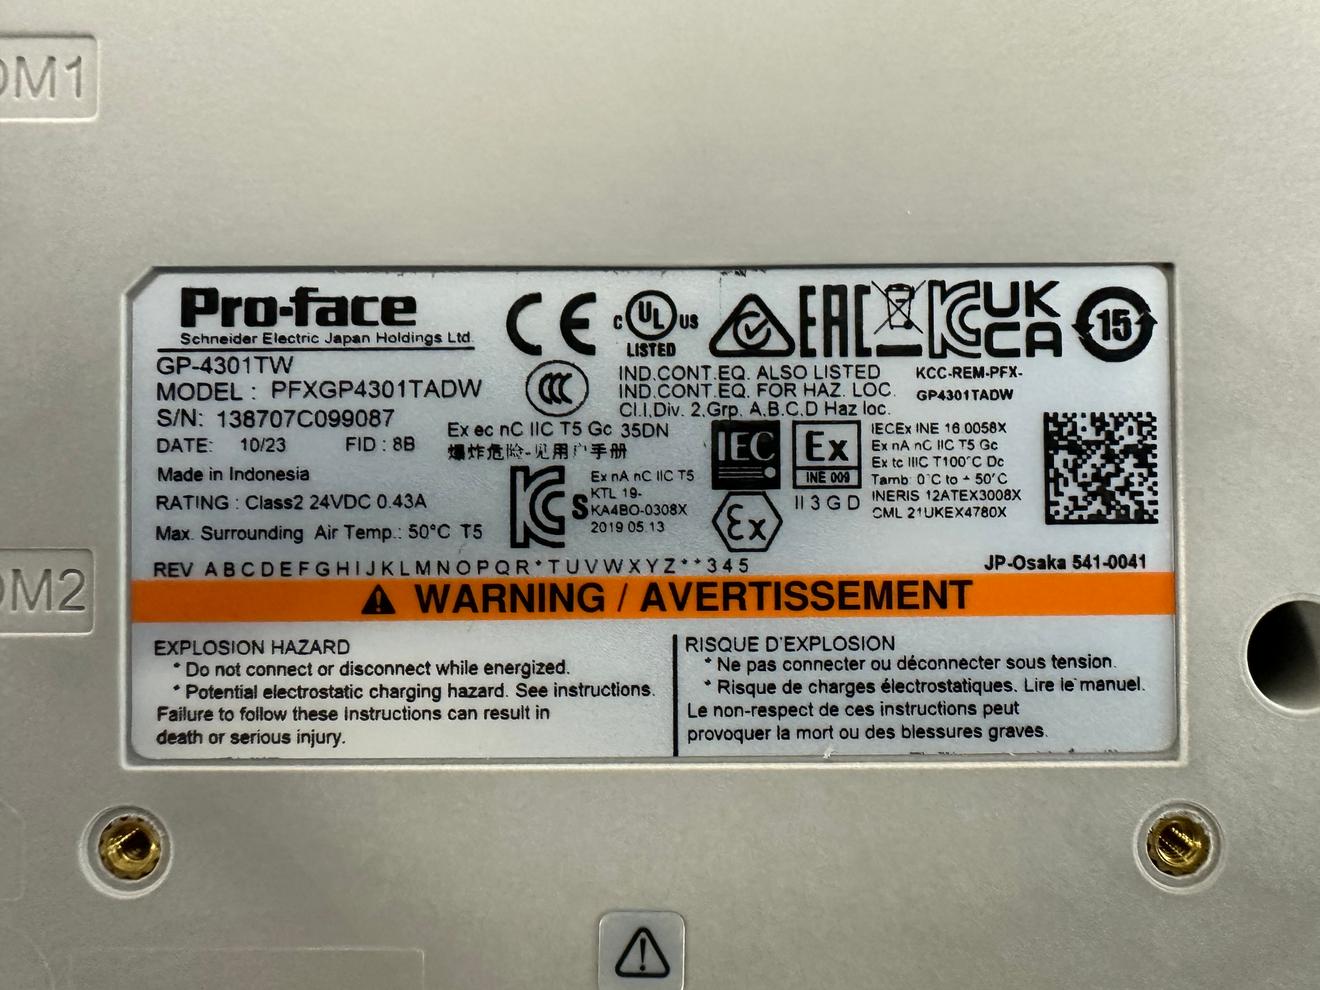 OM1
Pro-face
Schneider Electric Japan Holdings Ltd.
GP-4301TW
MODEL : PFXGP4301TADW
S/N: 138707C099087
DATE: 10/23 FID : 8B
Made in Indonesia
RATING : Class2 24VDC 0.43A
Max. Surrounding Air Temp.: 50°C T5
CE
C UL US
LISTED
EAC
UK
CA
15
CCC
IND.CONT.EQ. ALSO LISTED
IND.CONT.EQ. FOR HAZ. LOC.
Cl.I,Div. 2,Grp. A,B,C,D Haz loc.
KCC-REM-PFX-
GP4301TADW
Ex ec nC IIC T5 Gc 35DN
爆炸危险-见用户手册
KC S
Ex nA nC IIC T5
KTL 19-
KA4BO-0308X
2019.05.13
IEC
Ex
INE 009
Ex
II 3 G D
IECEx INE 16.0058X
Ex nA nC IIC T5 Gc
Ex tc IIIC T100°C Dc
Tamb: 0°C to + 50°C
INERIS 12ATEX3008X
CML 21UKEX4780X
REV A B C D E F G H I J K L M N O P Q R * T U V W X Y Z * * 3 4 5
JP-Osaka 541-0041
WARNING / AVERTISSEMENT
EXPLOSION HAZARD
* Do not connect or disconnect while energized.
* Potential electrostatic charging hazard. See instructions.
Failure to follow these instructions can result in
death or serious injury.
RISQUE D'EXPLOSION
* Ne pas connecter ou déconnecter sous tension.
* Risque de charges électrostatiques. Lire le manuel.
Le non-respect de ces instructions peut
provoquer la mort ou des blessures graves.
OM2